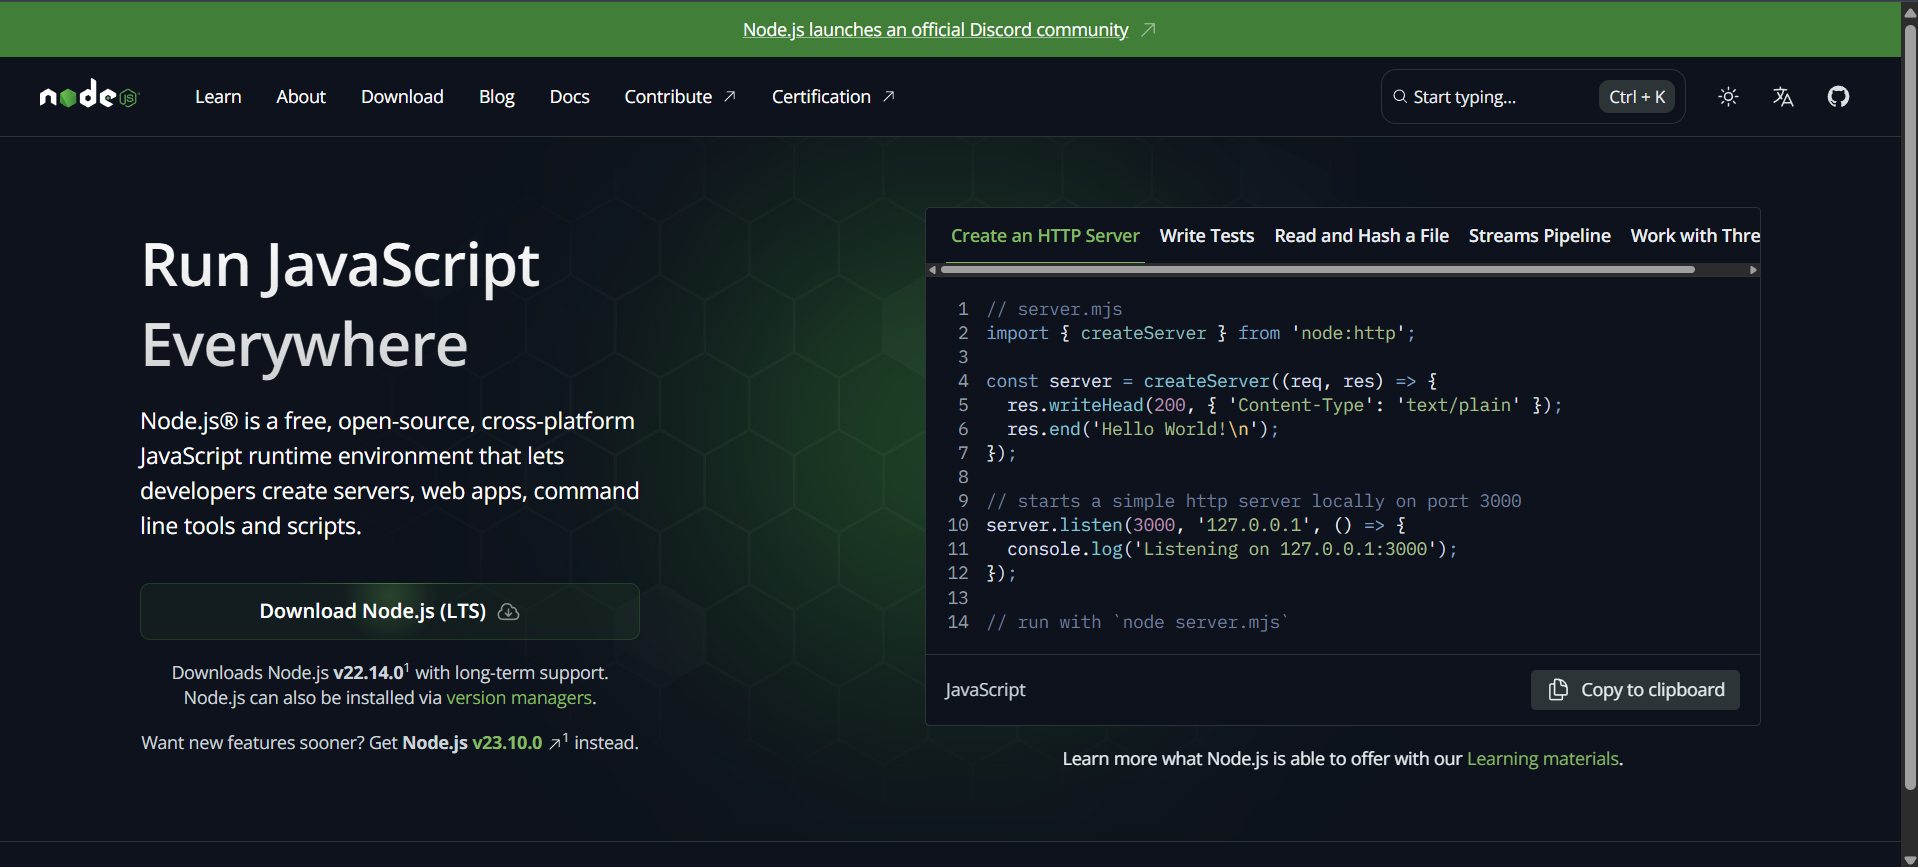 Node.js launches an official Discord community
node JS
Learn About Download Blog Docs Contribute Certification
Start typing... Ctrl + K
Run JavaScript
Everywhere
Node.js® is a free, open-source, cross-platform
JavaScript runtime environment that lets
developers create servers, web apps, command
line tools and scripts.
Download Node.js (LTS)
Downloads Node.js v22.14.0¹ with long-term support.
Node.js can also be installed via version managers.
Want new features sooner? Get Node.js v23.10.0 ↗¹ instead.
Create an HTTP Server Write Tests Read and Hash a File Streams Pipeline Work with Thre
1 // server.mjs
2 import { createServer } from 'node:http';
3
4 const server = createServer((req, res) => {
5   res.writeHead(200, { 'Content-Type': 'text/plain' });
6   res.end('Hello World!\n');
7 });
8
9 // starts a simple http server locally on port 3000
10 server.listen(3000, '127.0.0.1', () => {
11   console.log('Listening on 127.0.0.1:3000');
12 });
13
14 // run with `node server.mjs`
JavaScript
Copy to clipboard
Learn more what Node.js is able to offer with our Learning materials.